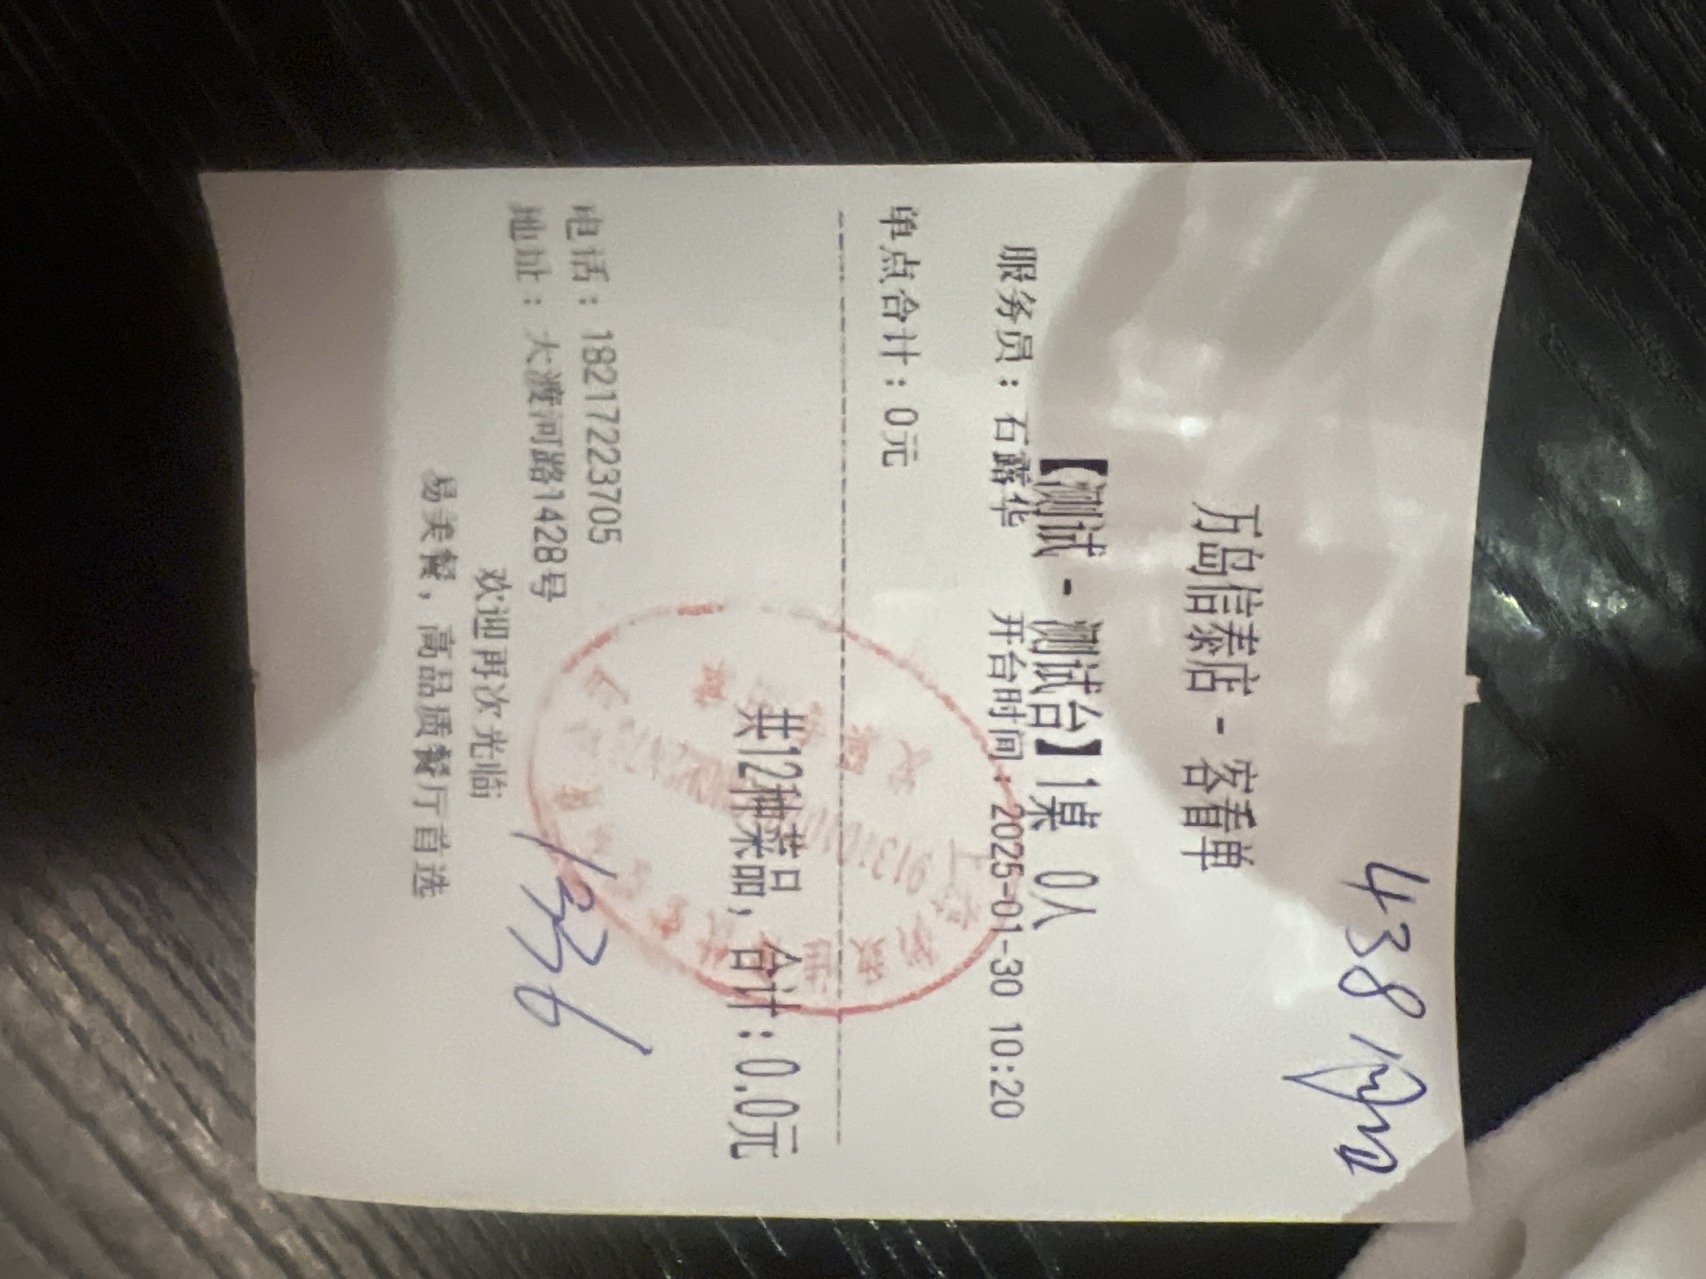 438
万岛信泰店 - 客看单
【测试 - 测试台】1桌 0人
服务员：石露华 开台时间：2025-01-30 10:20
单点合计：0元
共12种菜品，合计：0.0元
电话：18217223705
地址：大渡河路1428号
1336
欢迎再次光临
易美餐，高品质餐厅首选